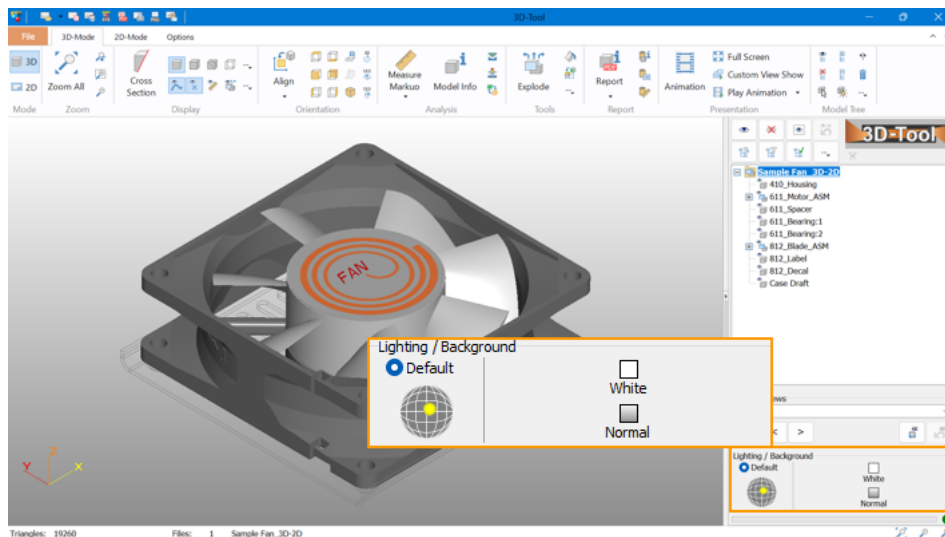 3D-Tool
File 3D-Mode 2D-Mode Options
3D
2D
Zoom All
Cross Section
Align
Measure Markup
Model Info
Explode
Report
Animation
Full Screen
Custom View Show
Play Animation
Mode Zoom Display Orientation Analysis Tools Report Presentation Model Tree
3D-Tool
Sample Fan_3D-2D
410_Housing
611_Motor_ASM
611_Spacer
611_Bearing:1
611_Bearing:2
812_Blade_ASM
812_Label
812_Decal
Case Draft
FAN
Lighting / Background
Default
White
Normal
< >
Lighting / Background
Default
White
Normal
Z
Y X
Triangles: 19260 Files: 1 Sample Fan_3D-2D